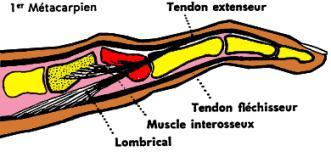 1er Métacarpien
Tendon extenseur
Tendon fléchisseur
Muscle interosseux
Lombrical